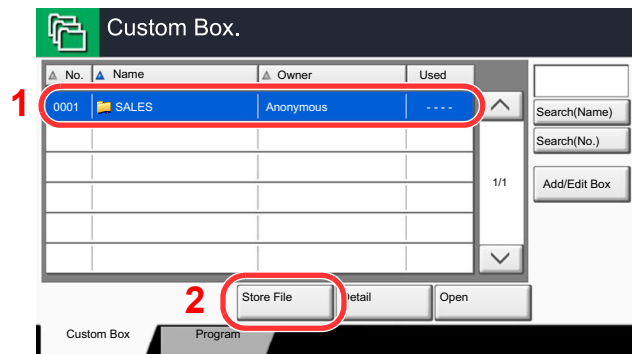 Custom Box.
No. Name Owner Used
1 0001 SALES Anonymous ----
Search(Name)
Search(No.)
1/1 Add/Edit Box
2 Store File Detail Open
Custom Box Program